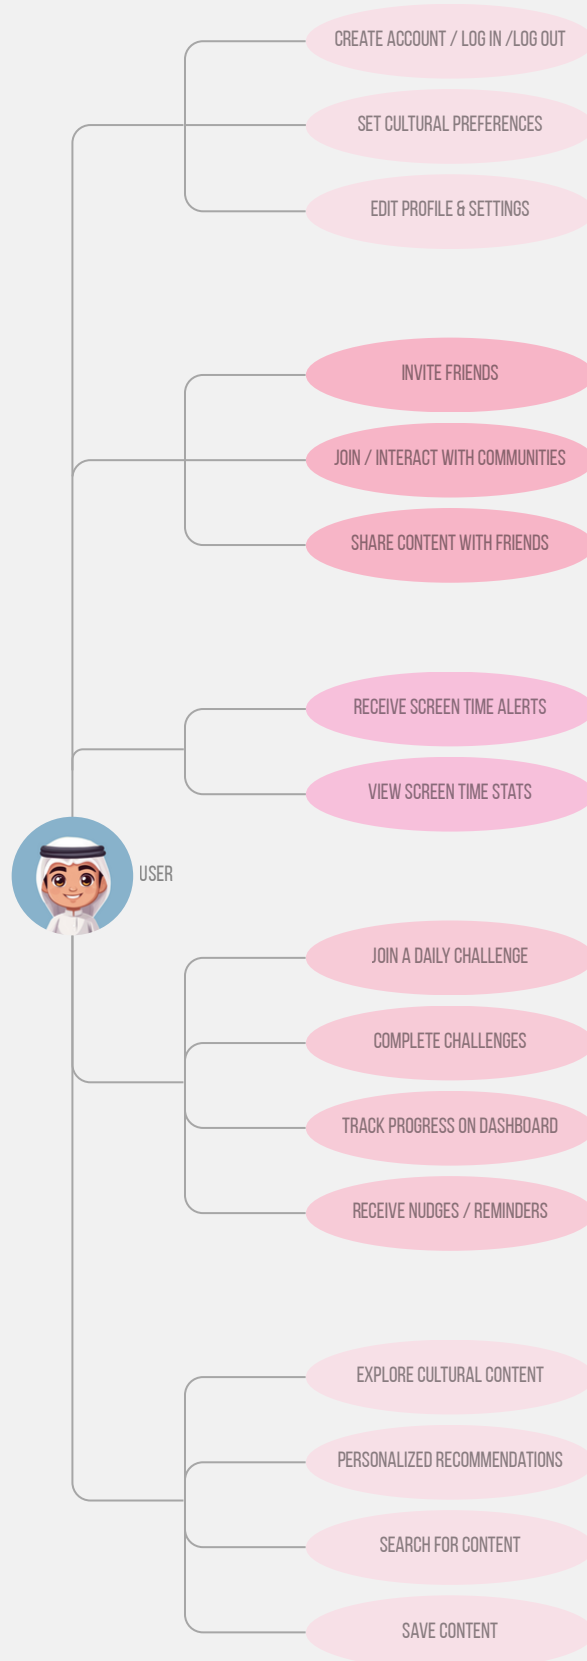 CREATE ACCOUNT / LOG IN /LOG OUT
SET CULTURAL PREFERENCES
EDIT PROFILE & SETTINGS
INVITE FRIENDS
JOIN / INTERACT WITH COMMUNITIES
SHARE CONTENT WITH FRIENDS
RECEIVE SCREEN TIME ALERTS
VIEW SCREEN TIME STATS
USER
JOIN A DAILY CHALLENGE
COMPLETE CHALLENGES
TRACK PROGRESS ON DASHBOARD
RECEIVE NUDGES / REMINDERS
EXPLORE CULTURAL CONTENT
PERSONALIZED RECOMMENDATIONS
SEARCH FOR CONTENT
SAVE CONTENT